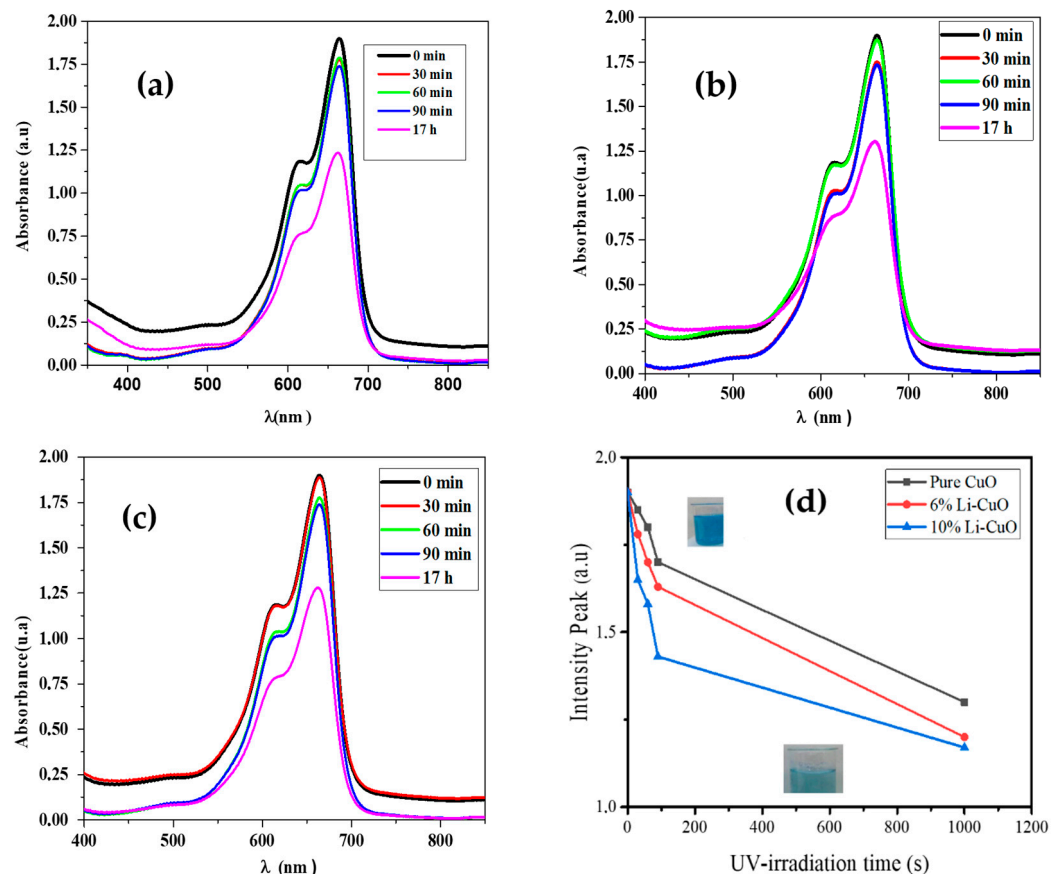 (a)
0 min
30 min
60 min
90 min
17 h
2.00
1.75
1.50
1.25
1.00
0.75
0.50
0.25
0.00
Absorbance (a.u)
400 500 600 700 800
λ(nm )
(b)
0 min
30 min
60 min
90 min
17 h
2.00
1.75
1.50
1.25
1.00
0.75
0.50
0.25
0.00
Absorbance(u.a)
400 500 600 700 800
λ (nm)
(c)
0 min
30 min
60 min
90 min
17 h
2.00
1.75
1.50
1.25
1.00
0.75
0.50
0.25
0.00
Absorbance(u.a)
400 500 600 700 800
λ (nm)
(d)
Pure CuO
6% Li-CuO
10% Li-CuO
2.0
1.5
1.0
Intensity Peak (a.u)
0 200 400 600 800 1000 1200
UV-irradiation time (s)